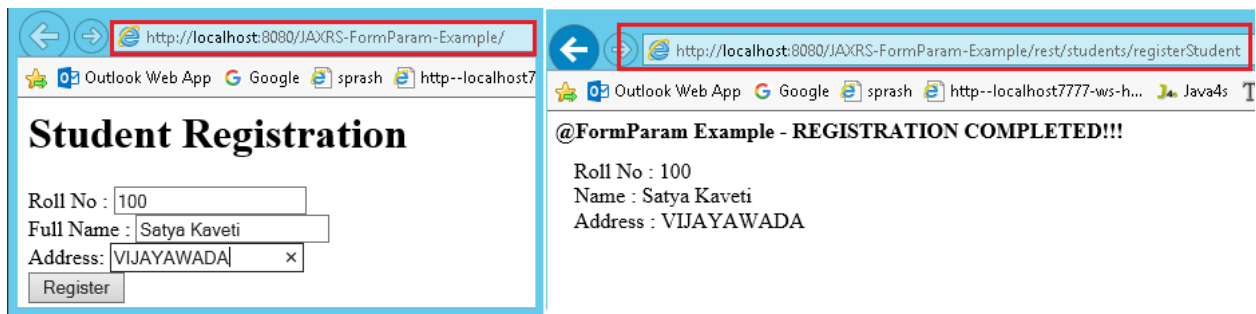 http://localhost:8080/JAXRS-FormParam-Example/
Outlook Web App Google sprash http--localhost7
Student Registration
Roll No : 100
Full Name : Satya Kaveti
Address: VIJAYAWADA ×
Register
http://localhost:8080/JAXRS-FormParam-Example/rest/students/registerStudent
Outlook Web App Google sprash http--localhost7777-ws-h... Java4s T
@FormParam Example - REGISTRATION COMPLETED!!!
Roll No : 100
Name : Satya Kaveti
Address : VIJAYAWADA